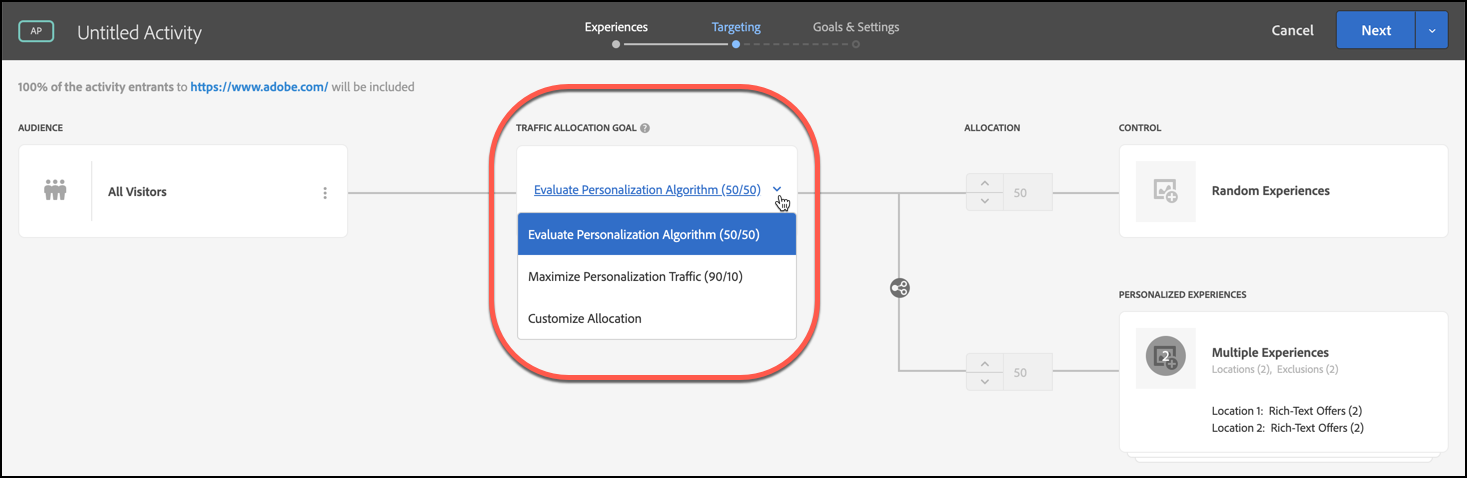 AP
Untitled Activity
Experiences
Targeting
Goals & Settings
Cancel
Next
100% of the activity entrants to https://www.adobe.com/ will be included
AUDIENCE
TRAFFIC ALLOCATION GOAL ?
ALLOCATION
CONTROL
All Visitors
Evaluate Personalization Algorithm (50/50)
50
Random Experiences
Evaluate Personalization Algorithm (50/50)
Maximize Personalization Traffic (90/10)
Customize Allocation
PERSONALIZED EXPERIENCES
50
2
Multiple Experiences
Locations (2), Exclusions (2)
Location 1: Rich-Text Offers (2)
Location 2: Rich-Text Offers (2)